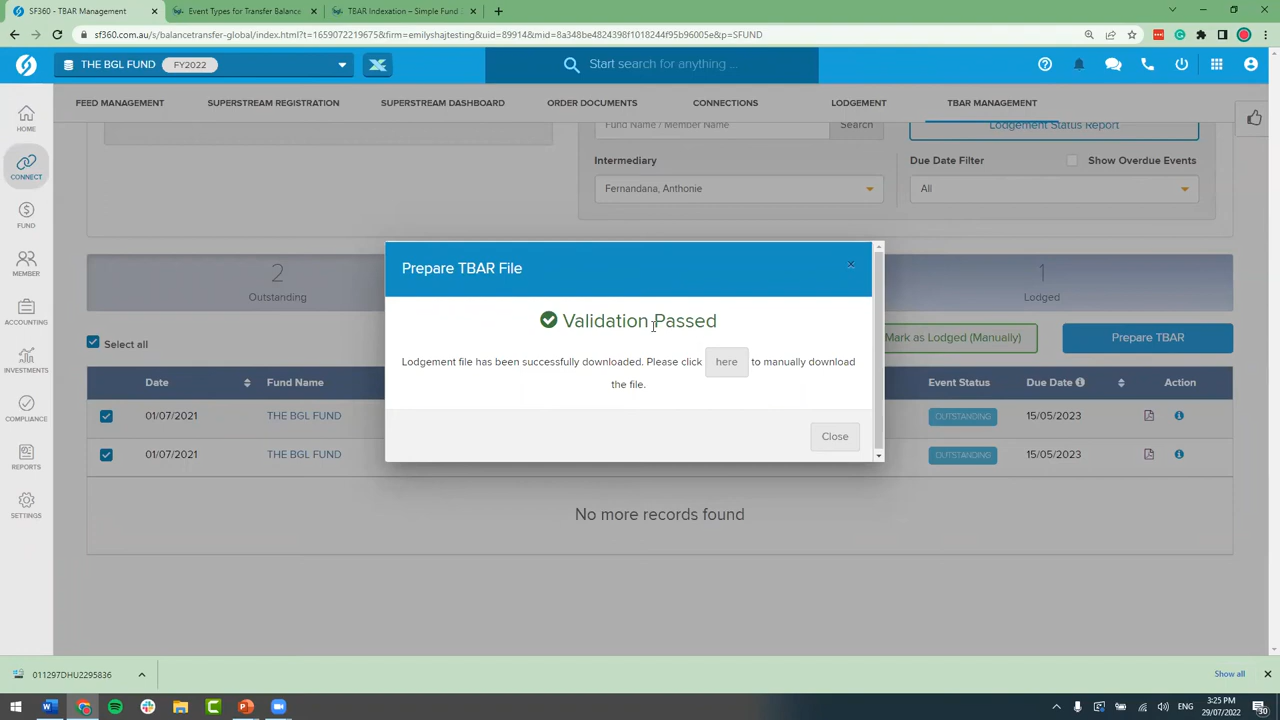 SF360 - TBAR Management
Event Types for Transfer Balance
TBAR Indexation – Simple Fund
sf360.com.au/s/balancetransfer-global/index.html?t=1659072219675&firm=emilyshajtesting&uid=89914&mid=8a348be4824398f1018244f95b96005e&p=SFUND
THE BGL FUND FY2022
Start search for anything ...
FEED MANAGEMENT
SUPERSTREAM REGISTRATION
SUPERSTREAM DASHBOARD
ORDER DOCUMENTS
CONNECTIONS
LODGEMENT
TBAR MANAGEMENT
HOME
CONNECT
FUND
MEMBER
ACCOUNTING
INVESTMENTS
COMPLIANCE
REPORTS
SETTINGS
Fund Name / Member Name
Search
Lodgement Status Report
Intermediary
Due Date Filter
Show Overdue Events
Fernandana, Anthonie
All
2
Outstanding
1
Lodged
Select all
Mark as Lodged (Manually)
Prepare TBAR
Date
Fund Name
Event Status
Due Date
Action
01/07/2021
THE BGL FUND
OUTSTANDING
15/05/2023
01/07/2021
THE BGL FUND
OUTSTANDING
15/05/2023
No more records found
Prepare TBAR File
×
Validation Passed
Lodgement file has been successfully downloaded. Please click here to manually download
the file.
Close
011297DHU2295836
Show all
ENG
3:25 PM
29/07/2022
30